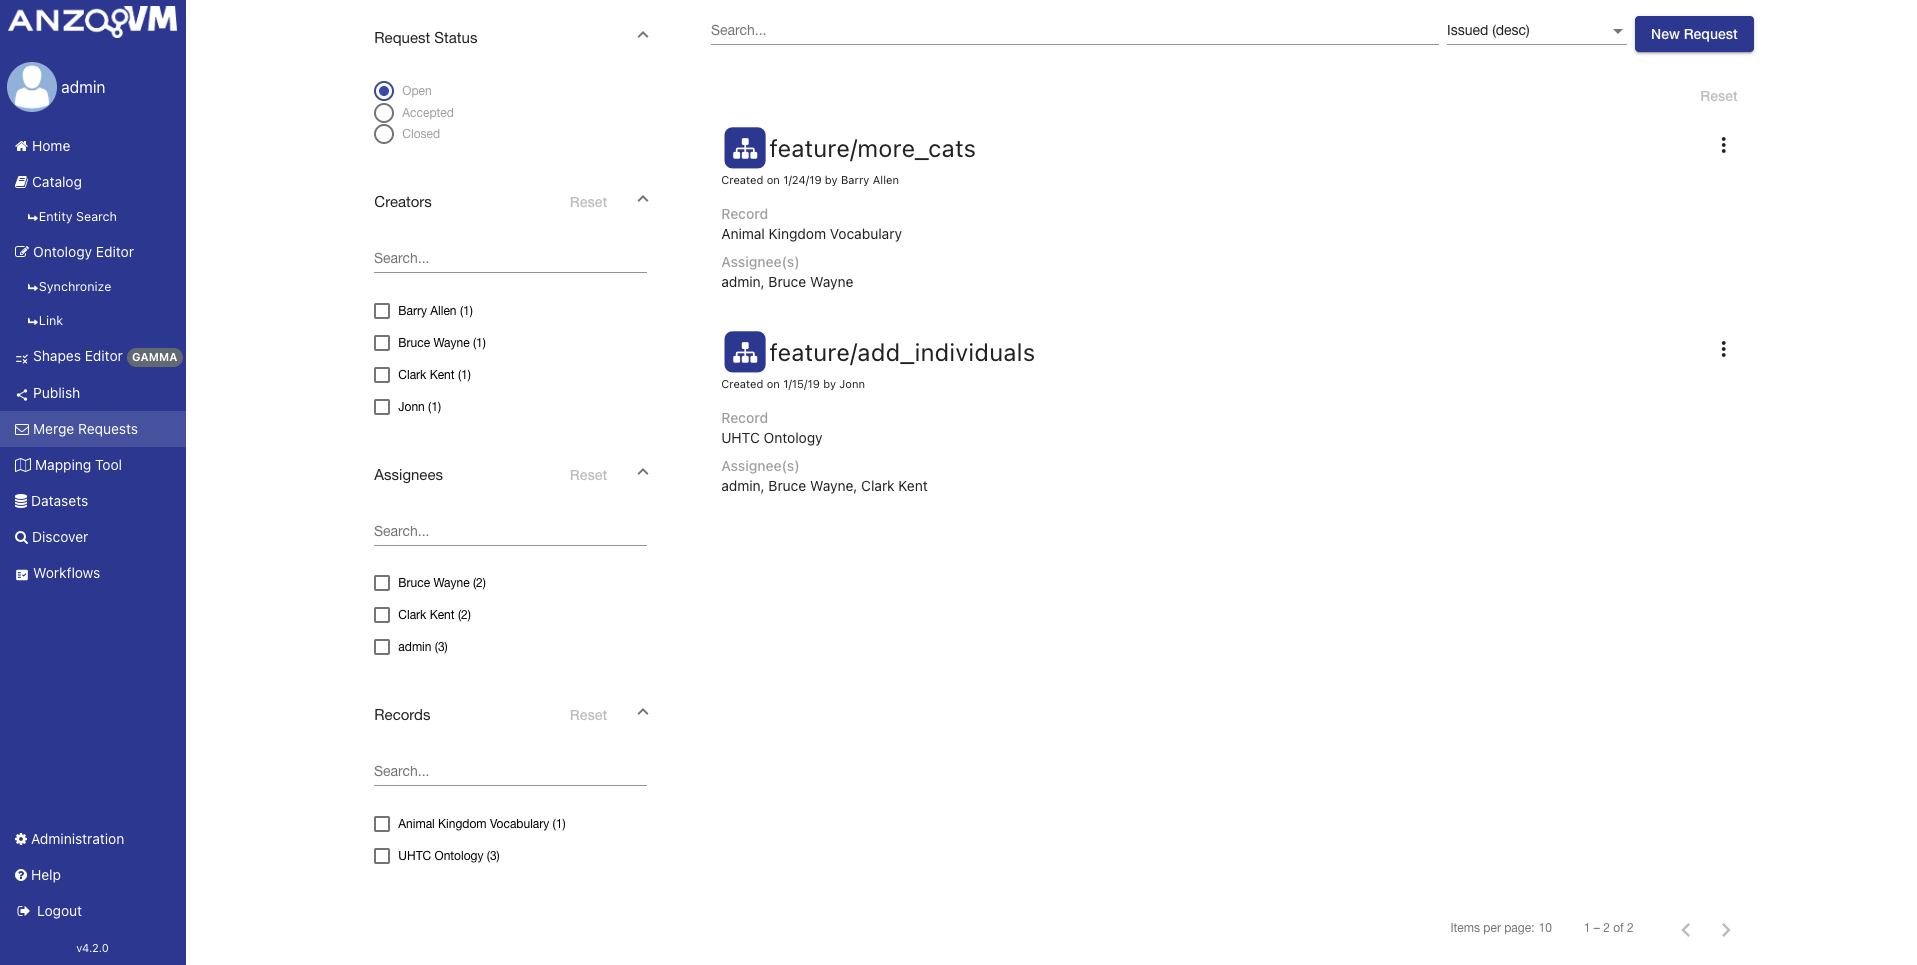 ANZOVM
admin
Home
Catalog
Entity Search
Ontology Editor
Synchronize
Link
Shapes Editor GAMMA
Publish
Merge Requests
Mapping Tool
Datasets
Discover
Workflows
Administration
Help
Logout
v4.2.0
Request Status
Open
Accepted
Closed
Creators Reset
Search...
Barry Allen (1)
Bruce Wayne (1)
Clark Kent (1)
Jonn (1)
Assignees Reset
Search...
Bruce Wayne (2)
Clark Kent (2)
admin (3)
Records Reset
Search...
Animal Kingdom Vocabulary (1)
UHTC Ontology (3)
Search... Issued (desc) New Request
Reset
feature/more_cats
Created on 1/24/19 by Barry Allen
Record
Animal Kingdom Vocabulary
Assignee(s)
admin, Bruce Wayne
feature/add_individuals
Created on 1/15/19 by Jonn
Record
UHTC Ontology
Assignee(s)
admin, Bruce Wayne, Clark Kent
Items per page: 10 1 – 2 of 2